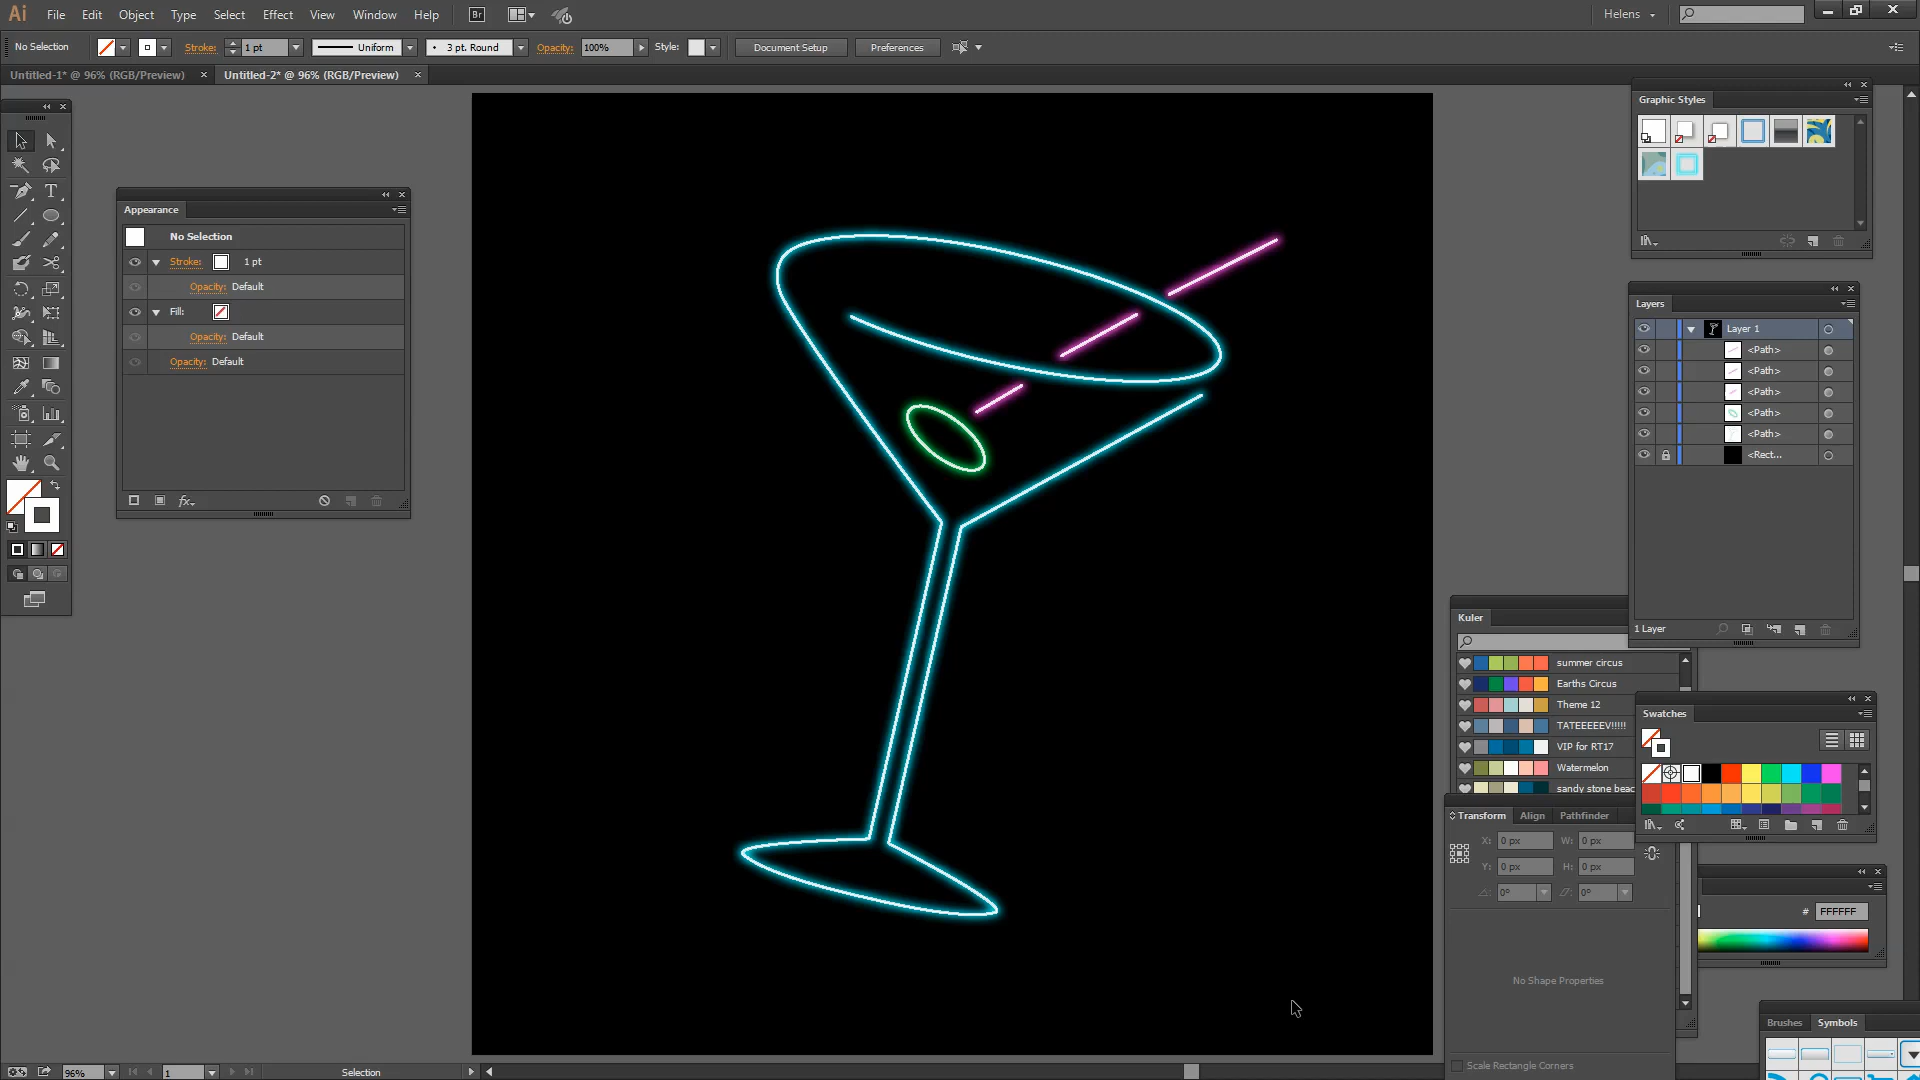 Ai File Edit Object Type Select Effect View Window Help Br Helens
No Selection Stroke: 1 pt Uniform 3 pt. Round Opacity: 100% Style: Document Setup Preferences
Untitled-1* @ 96% (RGB/Preview) Untitled-2* @ 96% (RGB/Preview)
Appearance
No Selection
Stroke: 1 pt
Opacity: Default
Fill:
Opacity: Default
Opacity: Default
fx
Graphic Styles
Layers
Layer 1
<Path>
<Path>
<Path>
<Path>
<Path>
<Rect...
1 Layer
Kuler
summer circus
Earths Circus
Theme 12
TATEEEEEV!!!!!
VIP for RT17
Watermelon
sandy stone beac
Swatches
Transform Align Pathfinder
X: 0 px W: 0 px
Y: 0 px H: 0 px
0° 0°
No Shape Properties
Scale Rectangle Corners
# FFFFFF
Brushes Symbols
96% 1 Selection